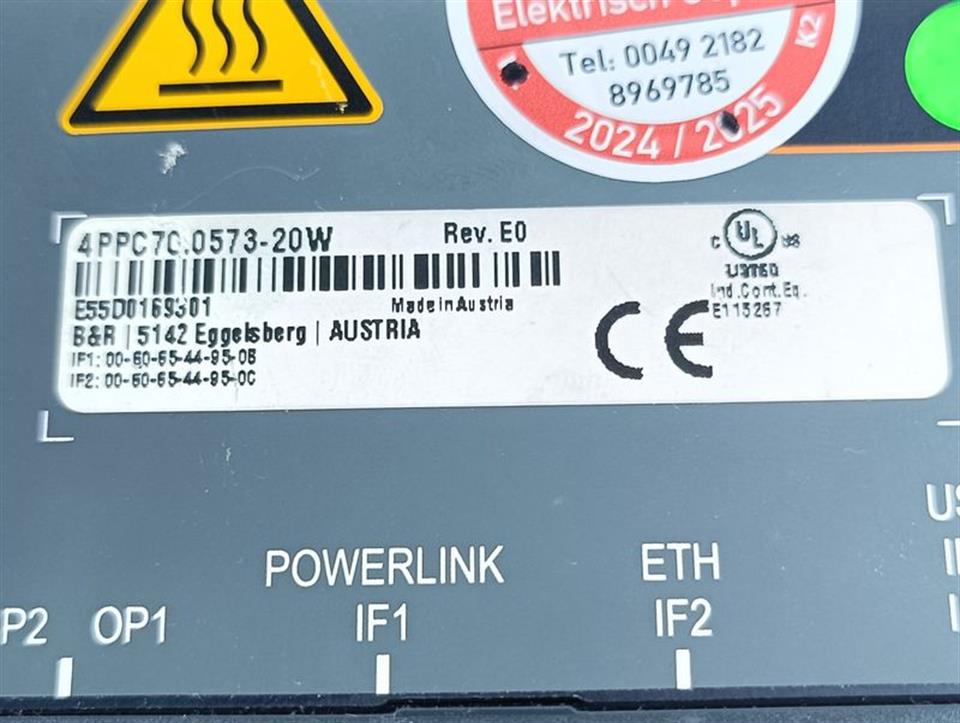 Elektrisch
Tel: 0049 2182
8969785
K2
2024 / 2025
4PPC70.0573-20W
Rev. E0
E55D0169301
Made in Austria
B&R | 5142 Eggelsberg | AUSTRIA
IF1: 00-60-65-44-95-0B
IF2: 00-60-65-44-95-0C
C UL US
LISTED
Ind.Cont.Eq.
E115267
CE
POWERLINK
IF1
ETH
IF2
US
OP2
OP1